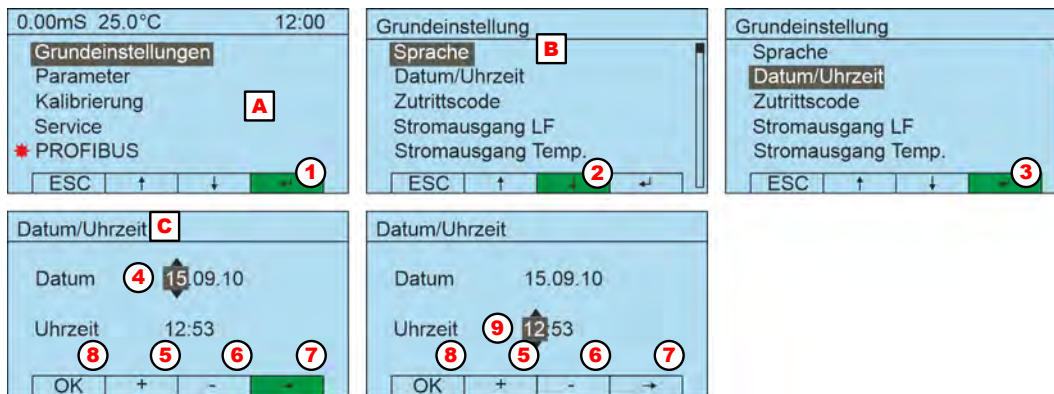 0.00mS 25.0°C 12:00
Grundeinstellungen
Parameter
Kalibrierung
A
Service
PROFIBUS
ESC ↑ ↓ ↵ 1
Grundeinstellung
Sprache B
Datum/Uhrzeit
Zutrittscode
Stromausgang LF
Stromausgang Temp.
ESC ↑ ↓ 2 ↵
Grundeinstellung
Sprache
Datum/Uhrzeit
Zutrittscode
Stromausgang LF
Stromausgang Temp.
ESC ↑ ↓ 3
Datum/Uhrzeit C
Datum 4 15.09.10
Uhrzeit 12:53
8 5 6 7
OK + - →
Datum/Uhrzeit
Datum 15.09.10
Uhrzeit 9 12:53
8 5 6 7
OK + - →